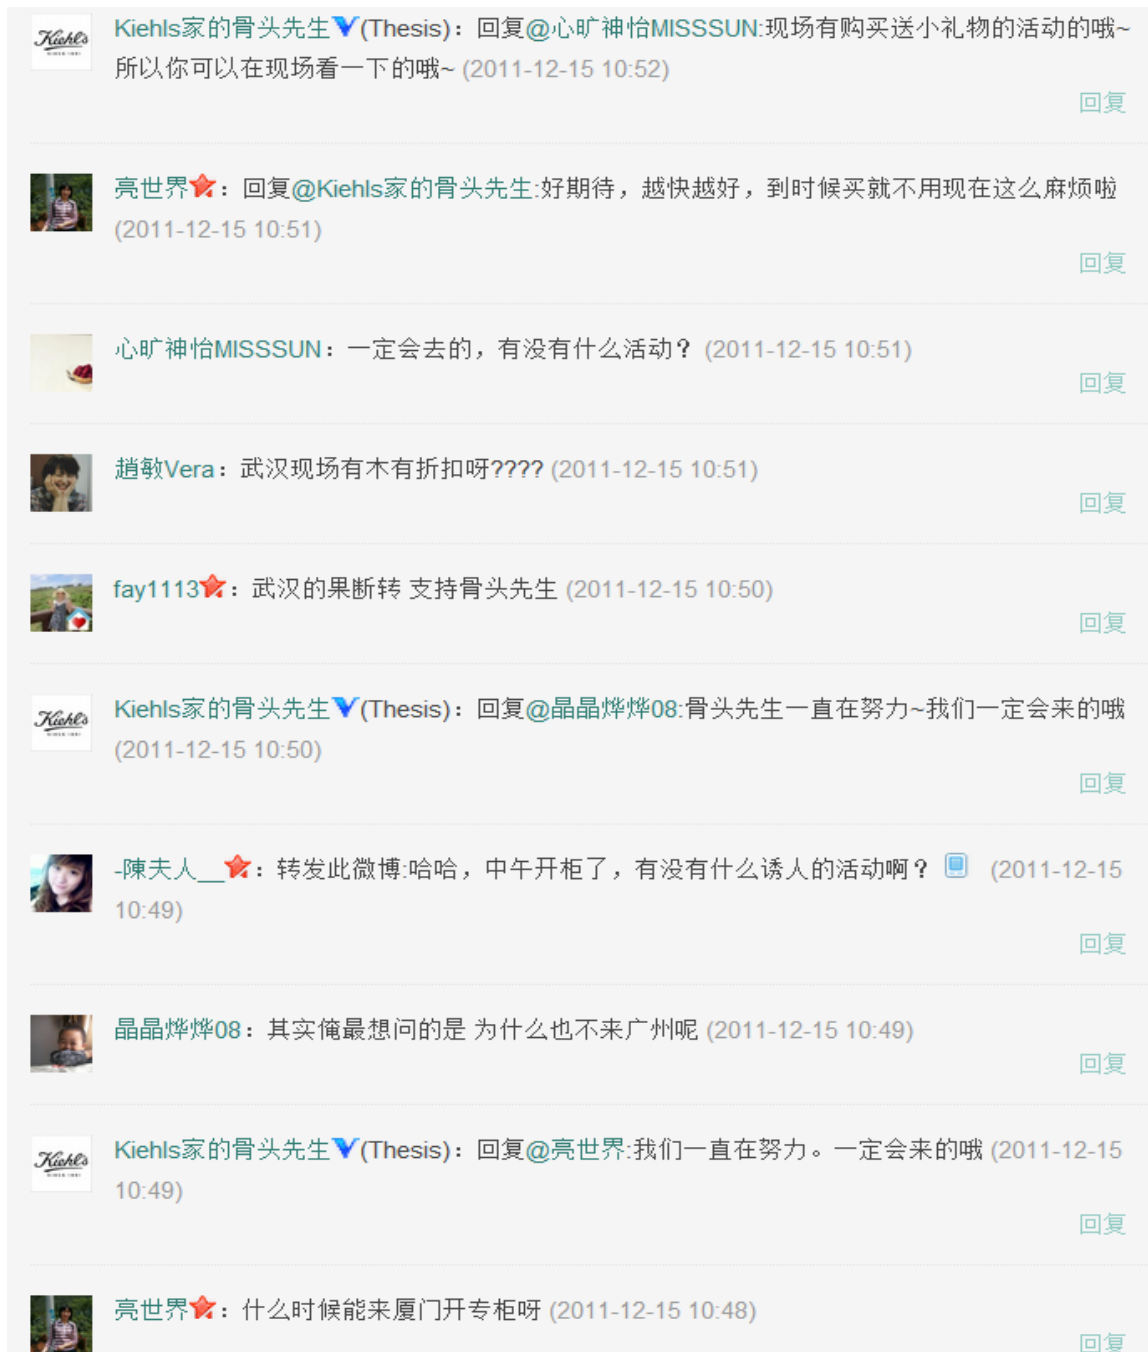 Kiehl's
SINCE 1851
Kiehls家的骨头先生V(Thesis)：回复@心旷神怡MISSSUN:现场有购买送小礼物的活动的哦~
所以你可以在现场看一下的哦~ (2011-12-15 10:52)
回复
亮世界：回复@Kiehls家的骨头先生:好期待，越快越好，到时候买就不用现在这么麻烦啦
(2011-12-15 10:51)
回复
心旷神怡MISSSUN：一定会去的，有没有什么活动？ (2011-12-15 10:51)
回复
趙敏Vera：武汉现场有木有折扣呀???? (2011-12-15 10:51)
回复
fay1113：武汉的果断转 支持骨头先生 (2011-12-15 10:50)
回复
Kiehl's
SINCE 1851
Kiehls家的骨头先生V(Thesis)：回复@晶晶烨烨08:骨头先生一直在努力~我们一定会来的哦
(2011-12-15 10:50)
回复
-陳夫人__：转发此微博:哈哈，中午开柜了，有没有什么诱人的活动啊？ (2011-12-15
10:49)
回复
晶晶烨烨08：其实俺最想问的是 为什么也不来广州呢 (2011-12-15 10:49)
回复
Kiehl's
SINCE 1851
Kiehls家的骨头先生V(Thesis)：回复@亮世界:我们一直在努力。一定会来的哦 (2011-12-15
10:49)
回复
亮世界：什么时候能来厦门开专柜呀 (2011-12-15 10:48)
回复